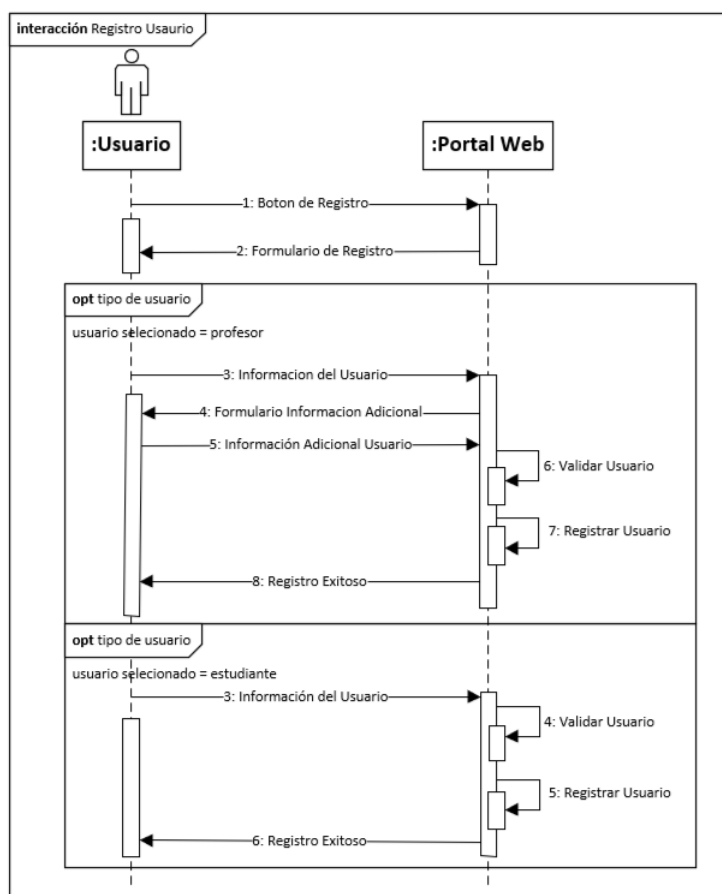 interacción Registro Usaurio
:Usuario
:Portal Web
1: Boton de Registro
2: Formulario de Registro
opt tipo de usuario
usuario selecionado = profesor
3: Informacion del Usuario
4: Formulario Informacion Adicional
5: Información Adicional Usuario
6: Validar Usuario
7: Registrar Usuario
8: Registro Exitoso
opt tipo de usuario
usuario selecionado = estudiante
3: Información del Usuario
4: Validar Usuario
5: Registrar Usuario
6: Registro Exitoso